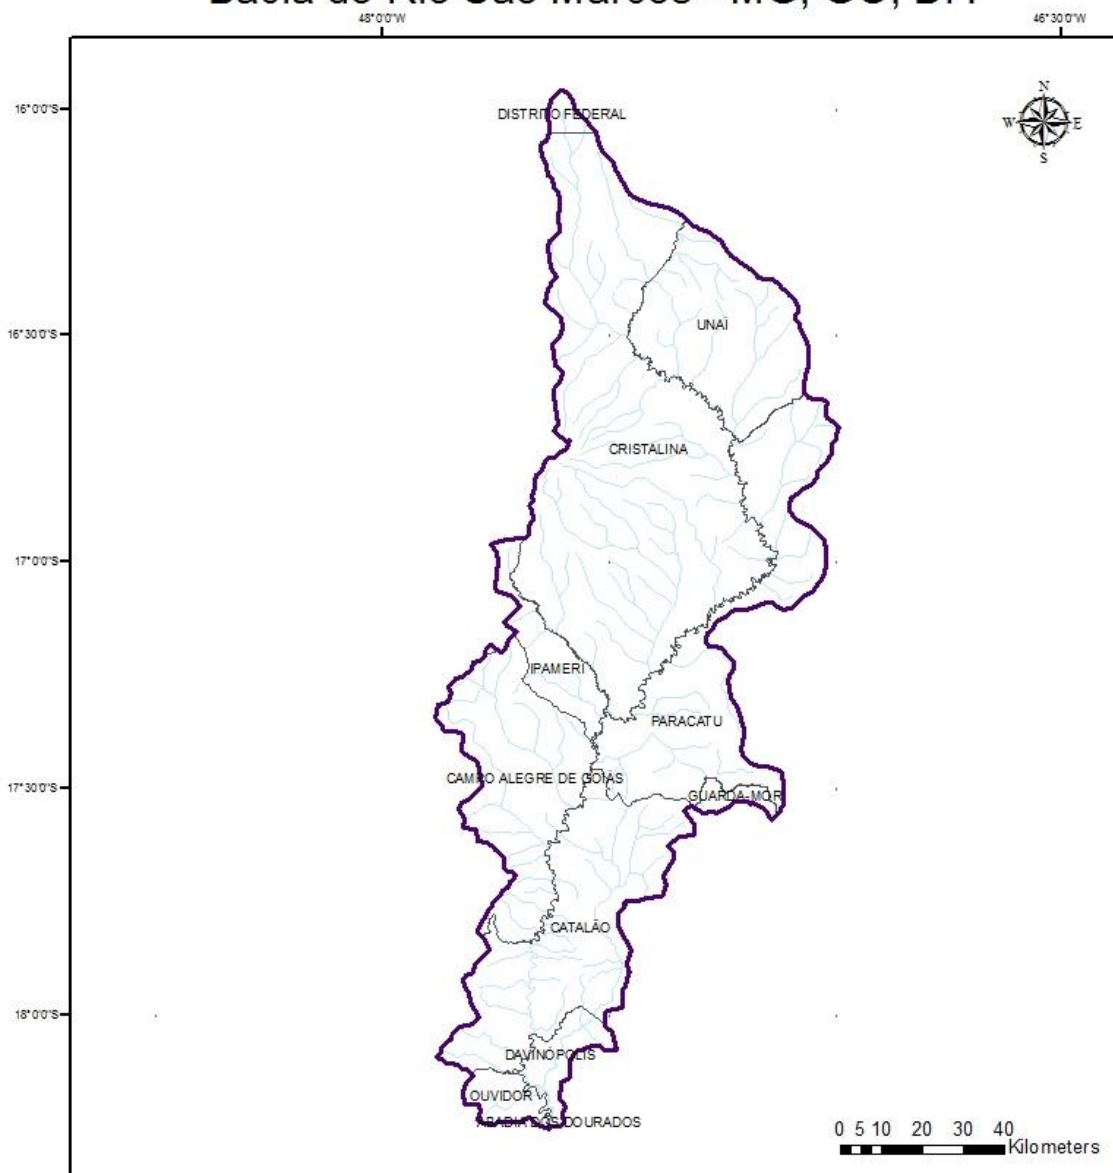 Bacia do Rio São Marcos - MG, GO, DFF
48°0'0"W
46°30'0"W
16°0'0"S
DISTRITO FEDERAL
N
W
E
S
16°30'0"S
UNAÍ
CRISTALINA
17°0'0"S
IPAMERI
PARACATU
CAMPO ALEGRE DE GOIÁS
17°30'0"S
GUARDA-MOR
CATALÃO
18°0'0"S
DAVINÓPOLIS
OUVIDOR
ABADIA DOS DOURADOS
0 5 10 20 30 40
Kilometers